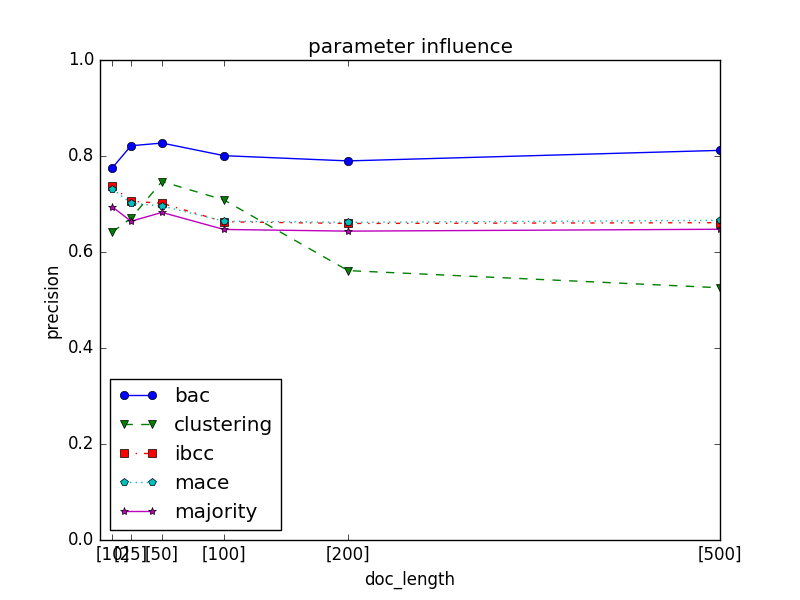 parameter influence
1.0
0.8
0.6
0.4
0.2
0.0
precision
bac
clustering
ibcc
mace
majority
[10] [25] [50] [100] [200] [500]
doc_length